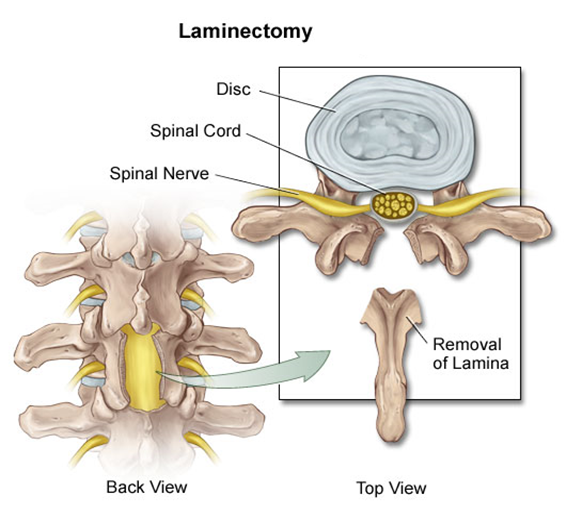 Laminectomy
Disc
Spinal Cord
Spinal Nerve
Removal
of Lamina
Back View
Top View